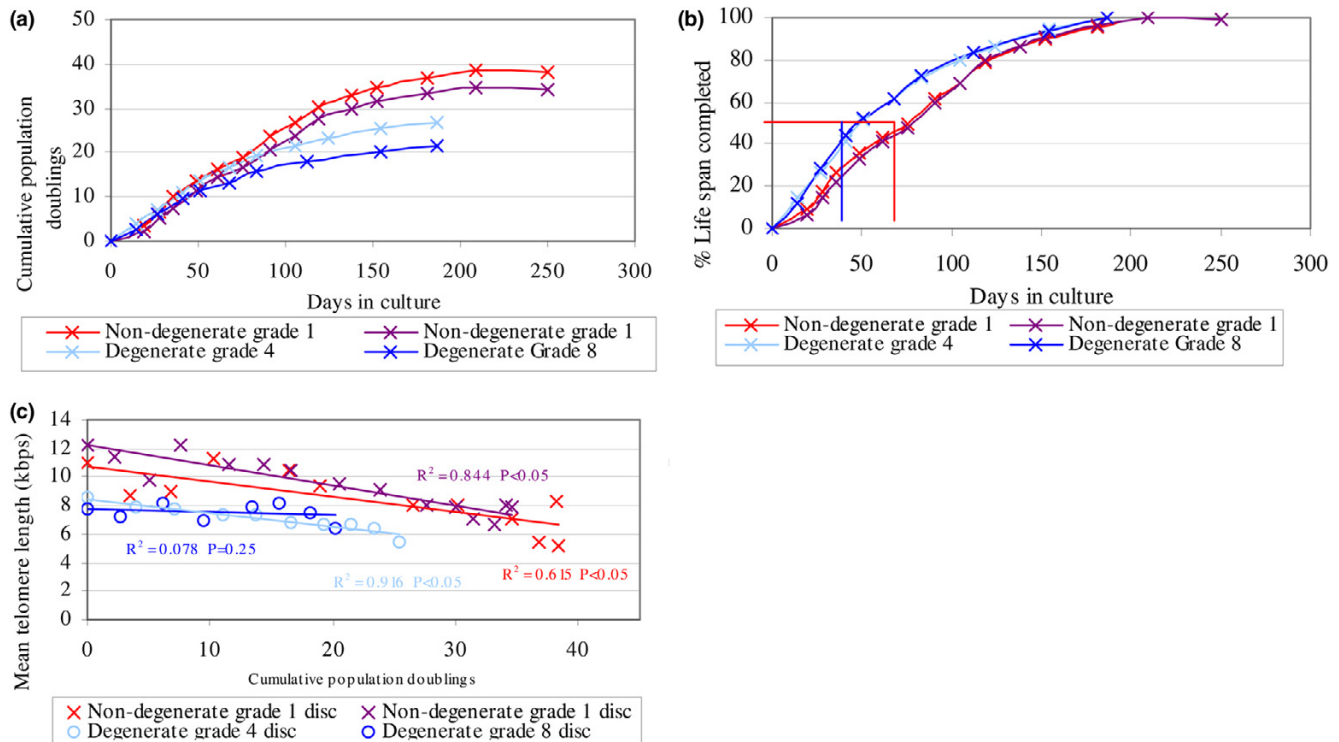 (a)
50
40
30
20
10
0
Cumulative population
doublings
0 50 100 150 200 250 300
Days in culture
Non-degenerate grade 1 Non-degenerate grade 1
Degenerate grade 4 Degenerate Grade 8
(b)
100
80
60
40
20
0
% Life span completed
0 50 100 150 200 250 300
Days in culture
Non-degenerate grade 1 Non-degenerate grade 1
Degenerate grade 4 Degenerate Grade 8
(c)
14
12
10
8
6
4
2
0
Mean telomere length (kbps)
R² = 0.844 P<0.05
R² = 0.078 P=0.25
R² = 0.916 P<0.05
R² = 0.615 P<0.05
0 10 20 30 40
Cumulative population doublings
Non-degenerate grade 1 disc Non-degenerate grade 1 disc
Degenerate grade 4 disc Degenerate grade 8 disc